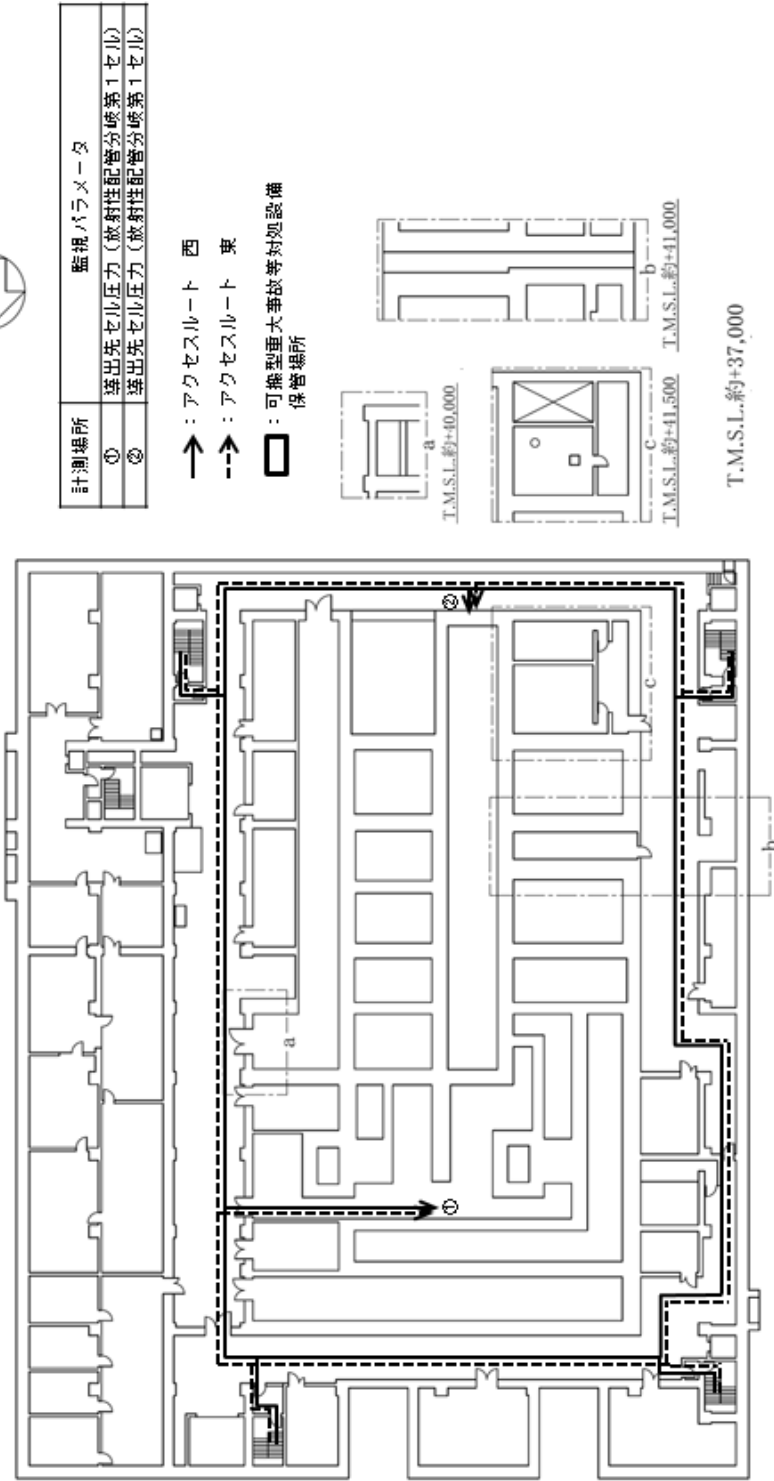 計測場所 監視パラメータ
① 導出先セル圧力（放射性配管分岐第１セル）
② 導出先セル圧力（放射性配管分岐第１セル）
：アクセスルート 西
：アクセスルート 東
：可搬型重大事故等対処設備
保管場所
a
T.M.S.L.約+40,000
b
T.M.S.L.約+41,000
c
T.M.S.L.約+41,500
T.M.S.L.約+37,000
①
②
a
b
c